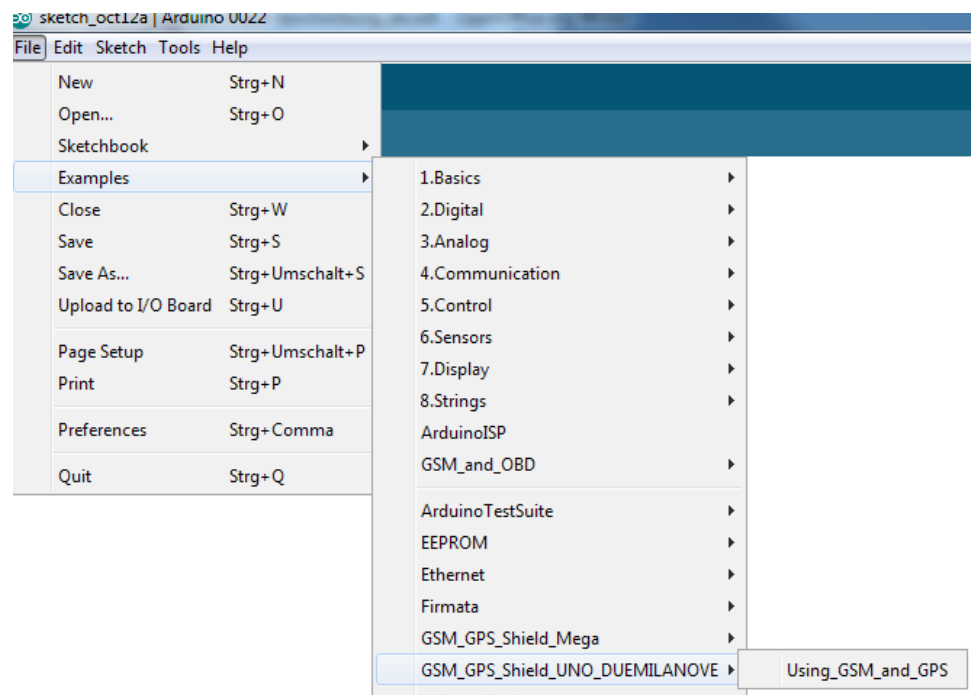 sketch_oct12a | Arduino 0022
File Edit Sketch Tools Help
New Strg+N
Open... Strg+O
Sketchbook
Examples
Close Strg+W
Save Strg+S
Save As... Strg+Umschalt+S
Upload to I/O Board Strg+U
Page Setup Strg+Umschalt+P
Print Strg+P
Preferences Strg+Comma
Quit Strg+Q
1.Basics
2.Digital
3.Analog
4.Communication
5.Control
6.Sensors
7.Display
8.Strings
ArduinoISP
GSM_and_OBD
ArduinoTestSuite
EEPROM
Ethernet
Firmata
GSM_GPS_Shield_Mega
GSM_GPS_Shield_UNO_DUEMILANOVE
Using_GSM_and_GPS